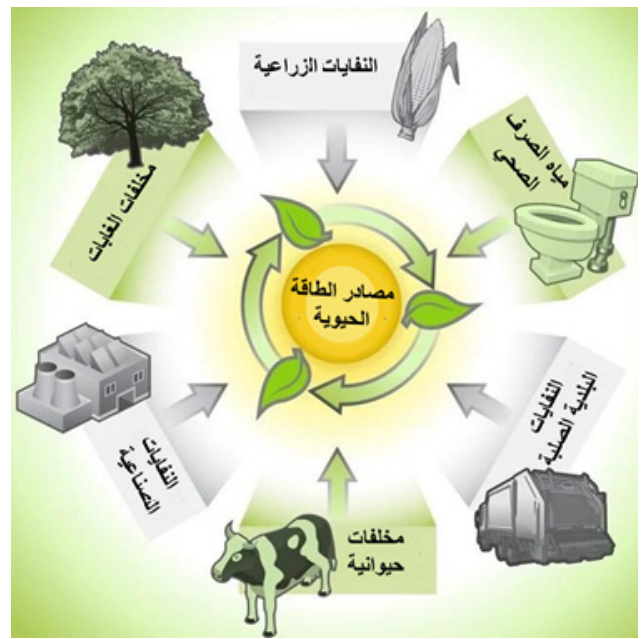 النفايات الزراعية
مياه الصرف
الصحي
مخلفات الغابات
مصادر الطاقة
الحيوية
النفايات
البلدية الصلبة
النفايات
الصناعية
مخلفات
حيوانية